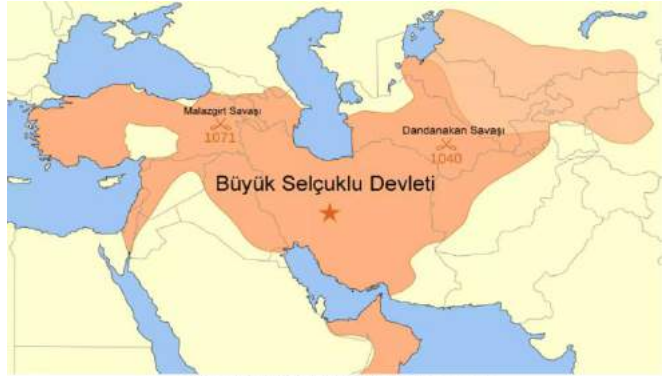 Malazgirt Savaşı
1071
Dandanakan Savaşı
1040
Büyük Selçuklu Devleti